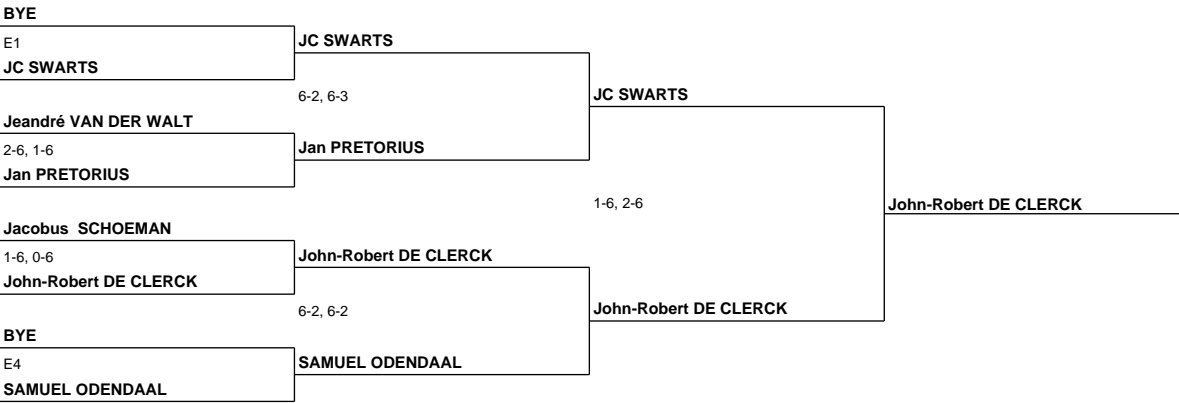 BYE
E1
JC SWARTS
JC SWARTS
6-2, 6-3
JC SWARTS
Jeandré VAN DER WALT
2-6, 1-6
Jan PRETORIUS
Jan PRETORIUS
1-6, 2-6
John-Robert DE CLERCK
Jacobus  SCHOEMAN
1-6, 0-6
John-Robert DE CLERCK
John-Robert DE CLERCK
6-2, 6-2
John-Robert DE CLERCK
BYE
E4
SAMUEL ODENDAAL
SAMUEL ODENDAAL